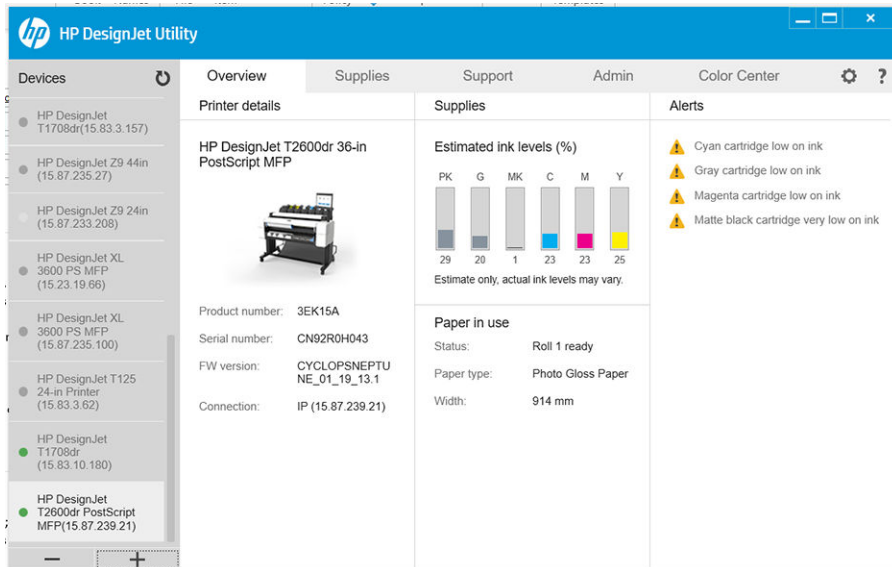 hp HP DesignJet Utility
Devices
Overview
Supplies
Support
Admin
Color Center
?
HP DesignJet
T1708dr(15.83.3.157)
HP DesignJet Z9 44in
(15.87.235.27)
HP DesignJet Z9 24in
(15.87.233.208)
HP DesignJet XL
3600 PS MFP
(15.23.19.66)
HP DesignJet XL
3600 PS MFP
(15.87.235.100)
HP DesignJet T125
24-in Printer
(15.83.3.62)
HP DesignJet
T1708dr
(15.83.10.180)
HP DesignJet
T2600dr PostScript
MFP(15.87.239.21)
Printer details
HP DesignJet T2600dr 36-in
PostScript MFP
Product number: 3EK15A
Serial number: CN92R0H043
FW version: CYCLOPSNEPTU
NE_01_19_13.1
Connection: IP (15.87.239.21)
Supplies
Estimated ink levels (%)
PK G MK C M Y
29 20 1 23 23 25
Estimate only, actual ink levels may vary.
Paper in use
Status: Roll 1 ready
Paper type: Photo Gloss Paper
Width: 914 mm
Alerts
Cyan cartridge low on ink
Gray cartridge low on ink
Magenta cartridge low on ink
Matte black cartridge very low on ink